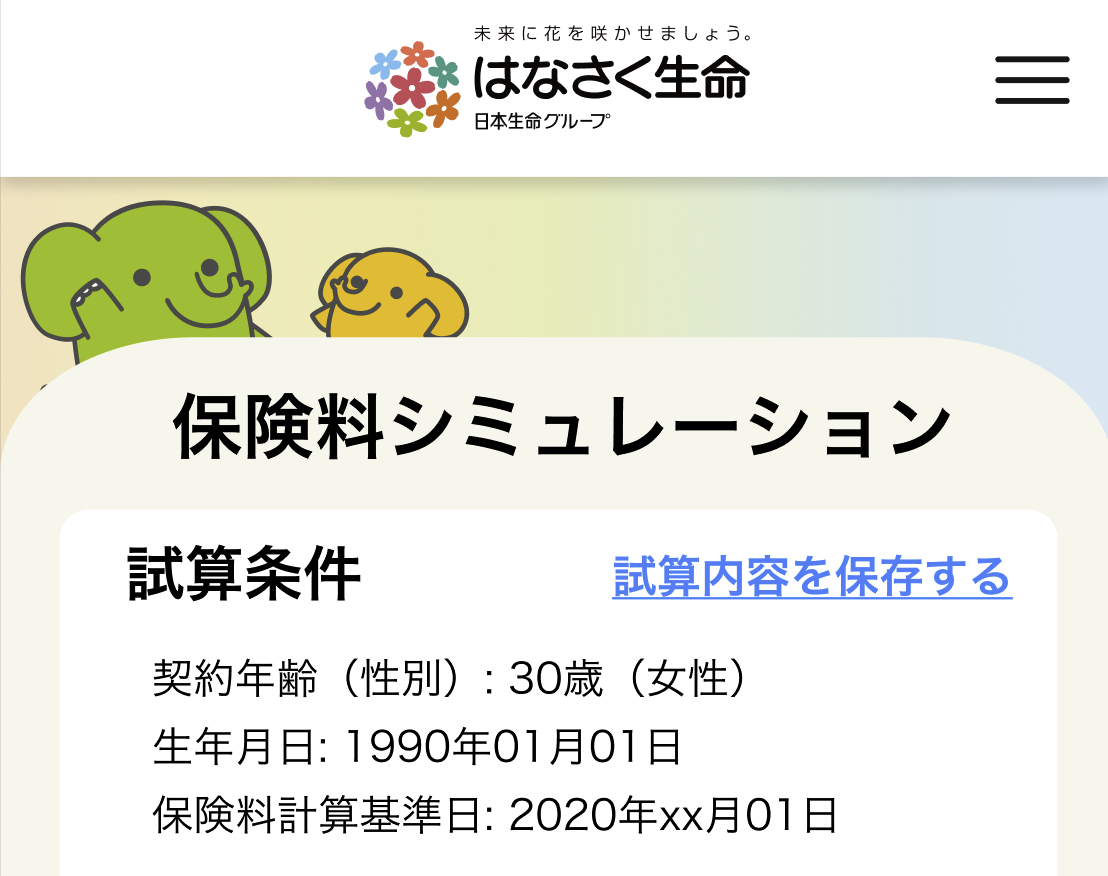 未来に花を咲かせましょう。
はなさく生命
日本生命グループ
保険料シミュレーション
試算条件
試算内容を保存する
契約年齢（性別）: 30歳（女性）
生年月日: 1990年01月01日
保険料計算基準日: 2020年xx月01日